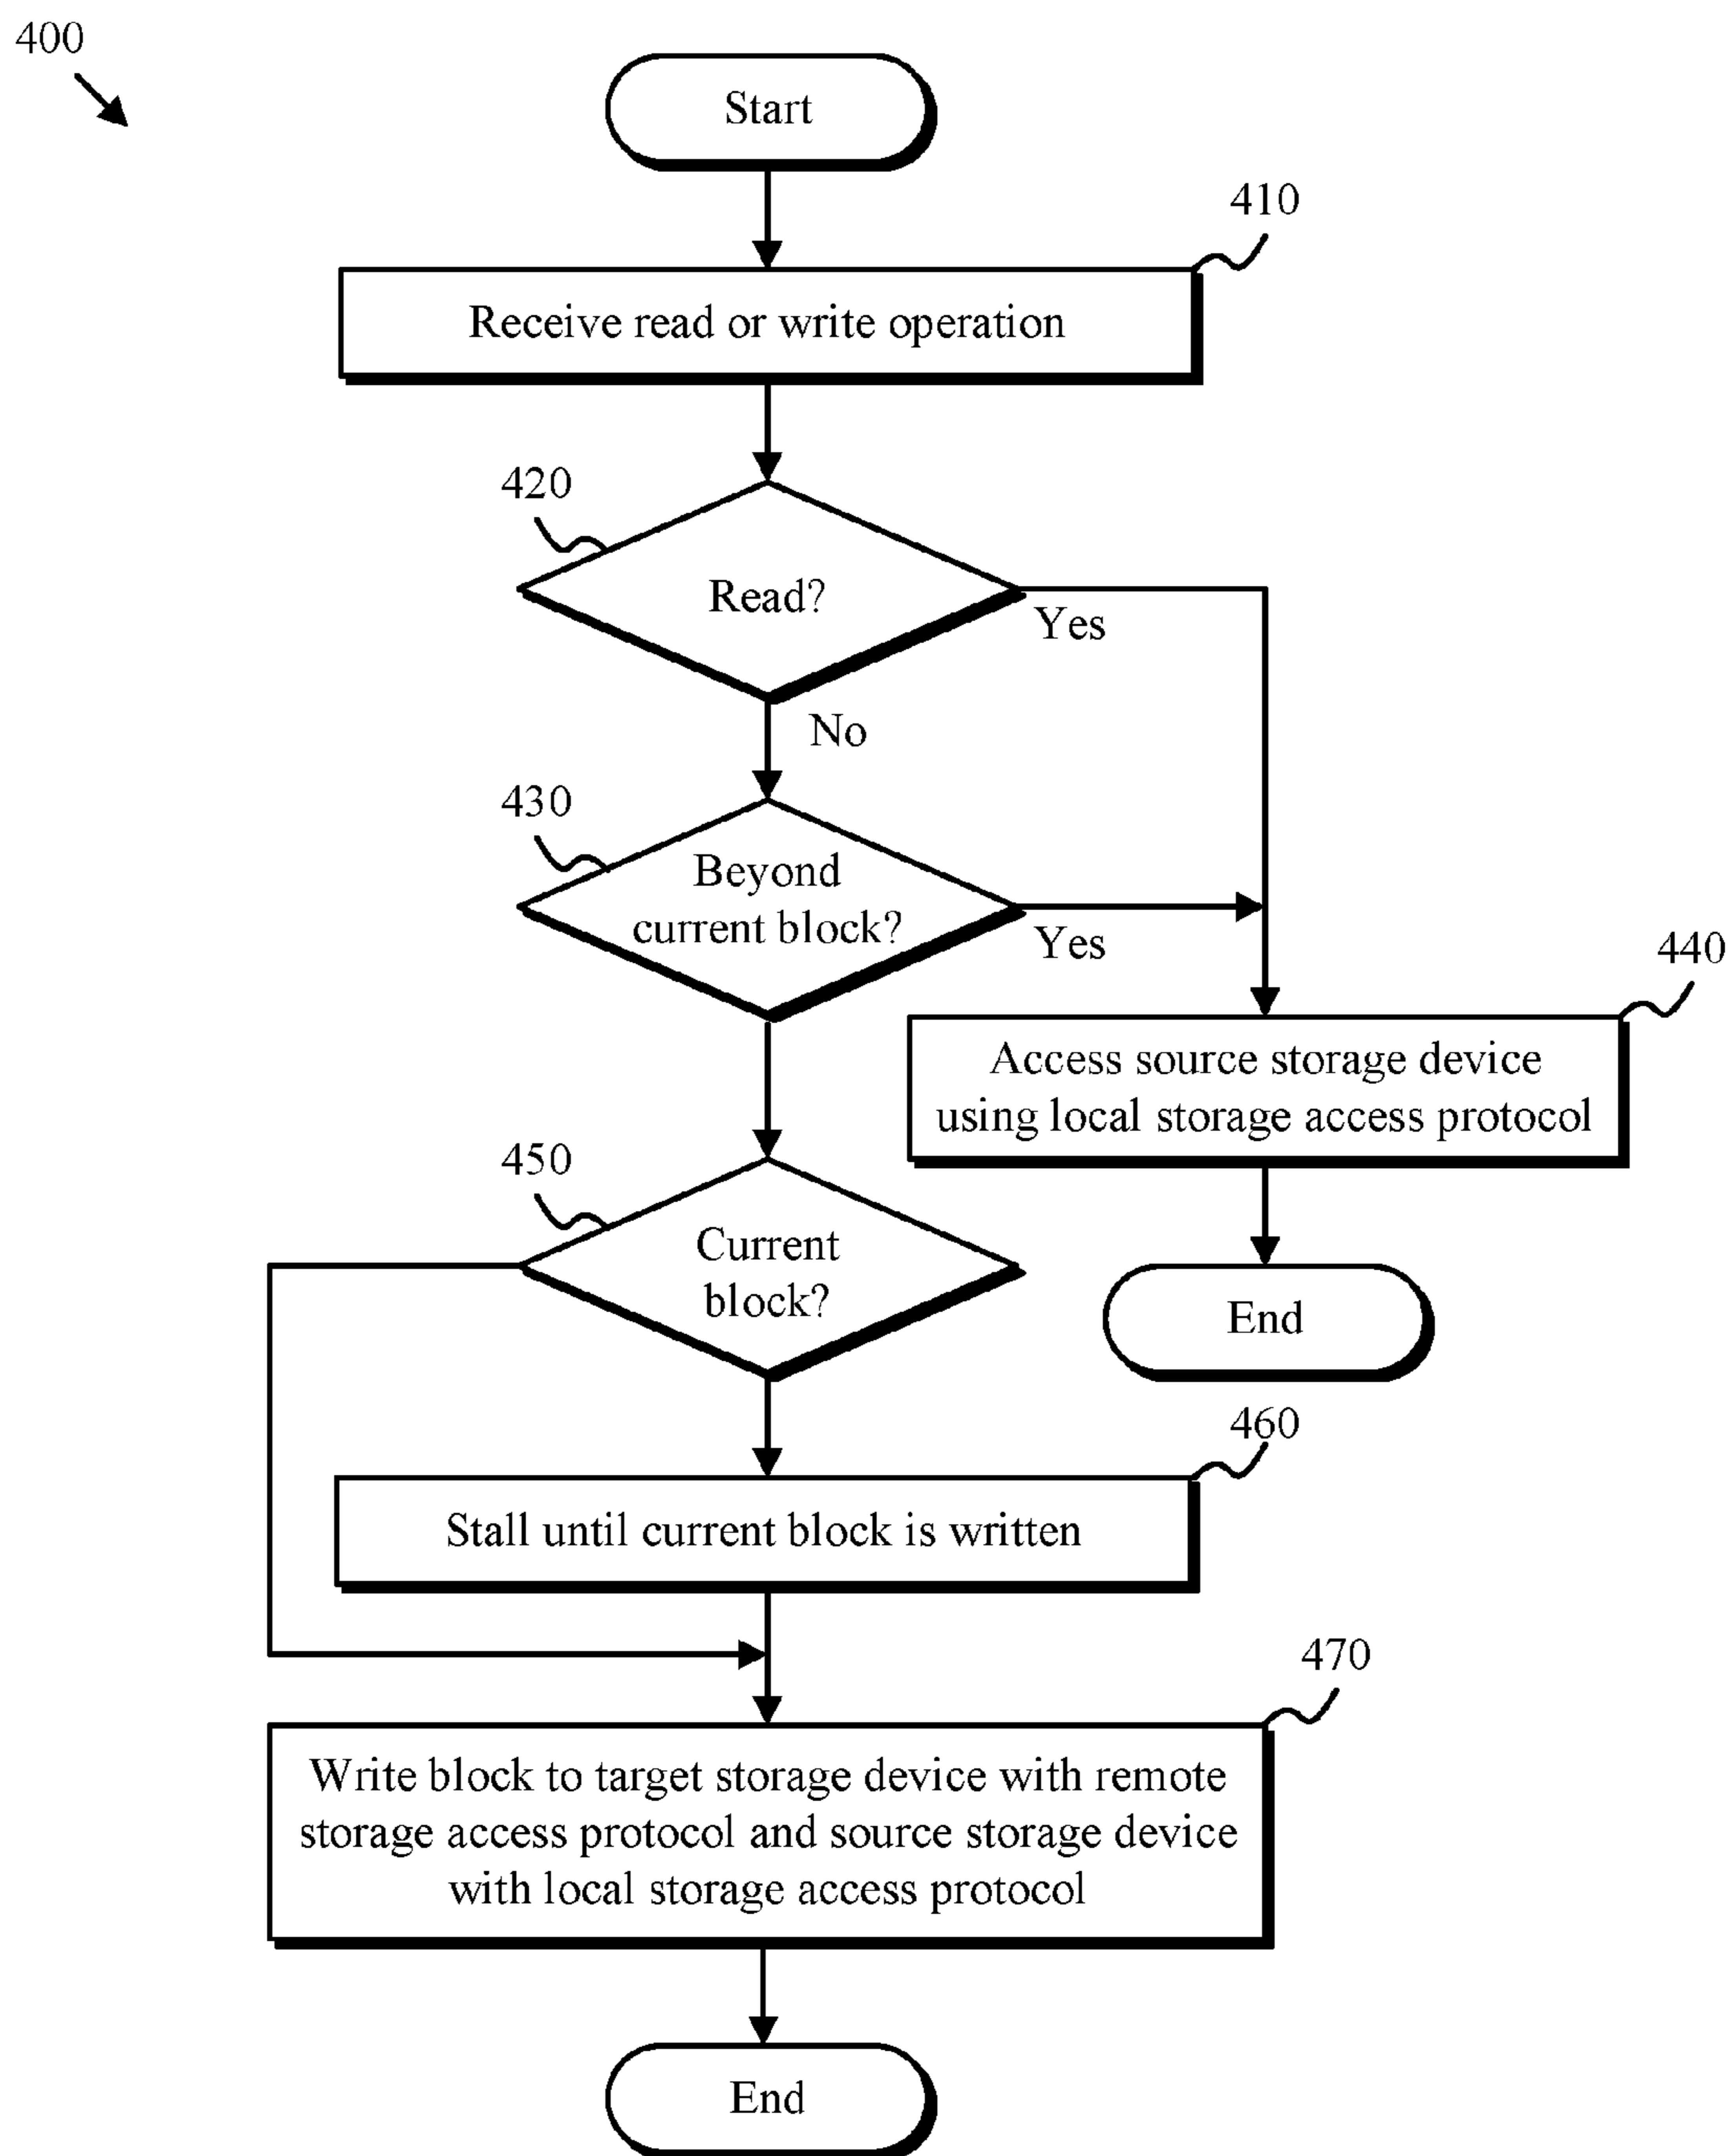 400
Start
410
Receive read or write operation
420
Read?
Yes
No
430
Beyond
current block?
Yes
440
Access source storage device
using local storage access protocol
450
Current
block?
End
460
Stall until current block is written
470
Write block to target storage device with remote
storage access protocol and source storage device
with local storage access protocol
End